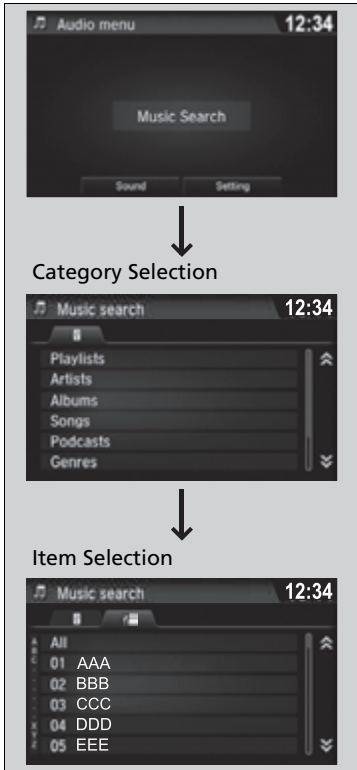 Audio menu 12:34
Music Search
Sound Setting
Category Selection
Music search 12:34
Playlists
Artists
Albums
Songs
Podcasts
Genres
Item Selection
Music search 12:34
All
01 AAA
02 BBB
03 CCC
04 DDD
05 EEE